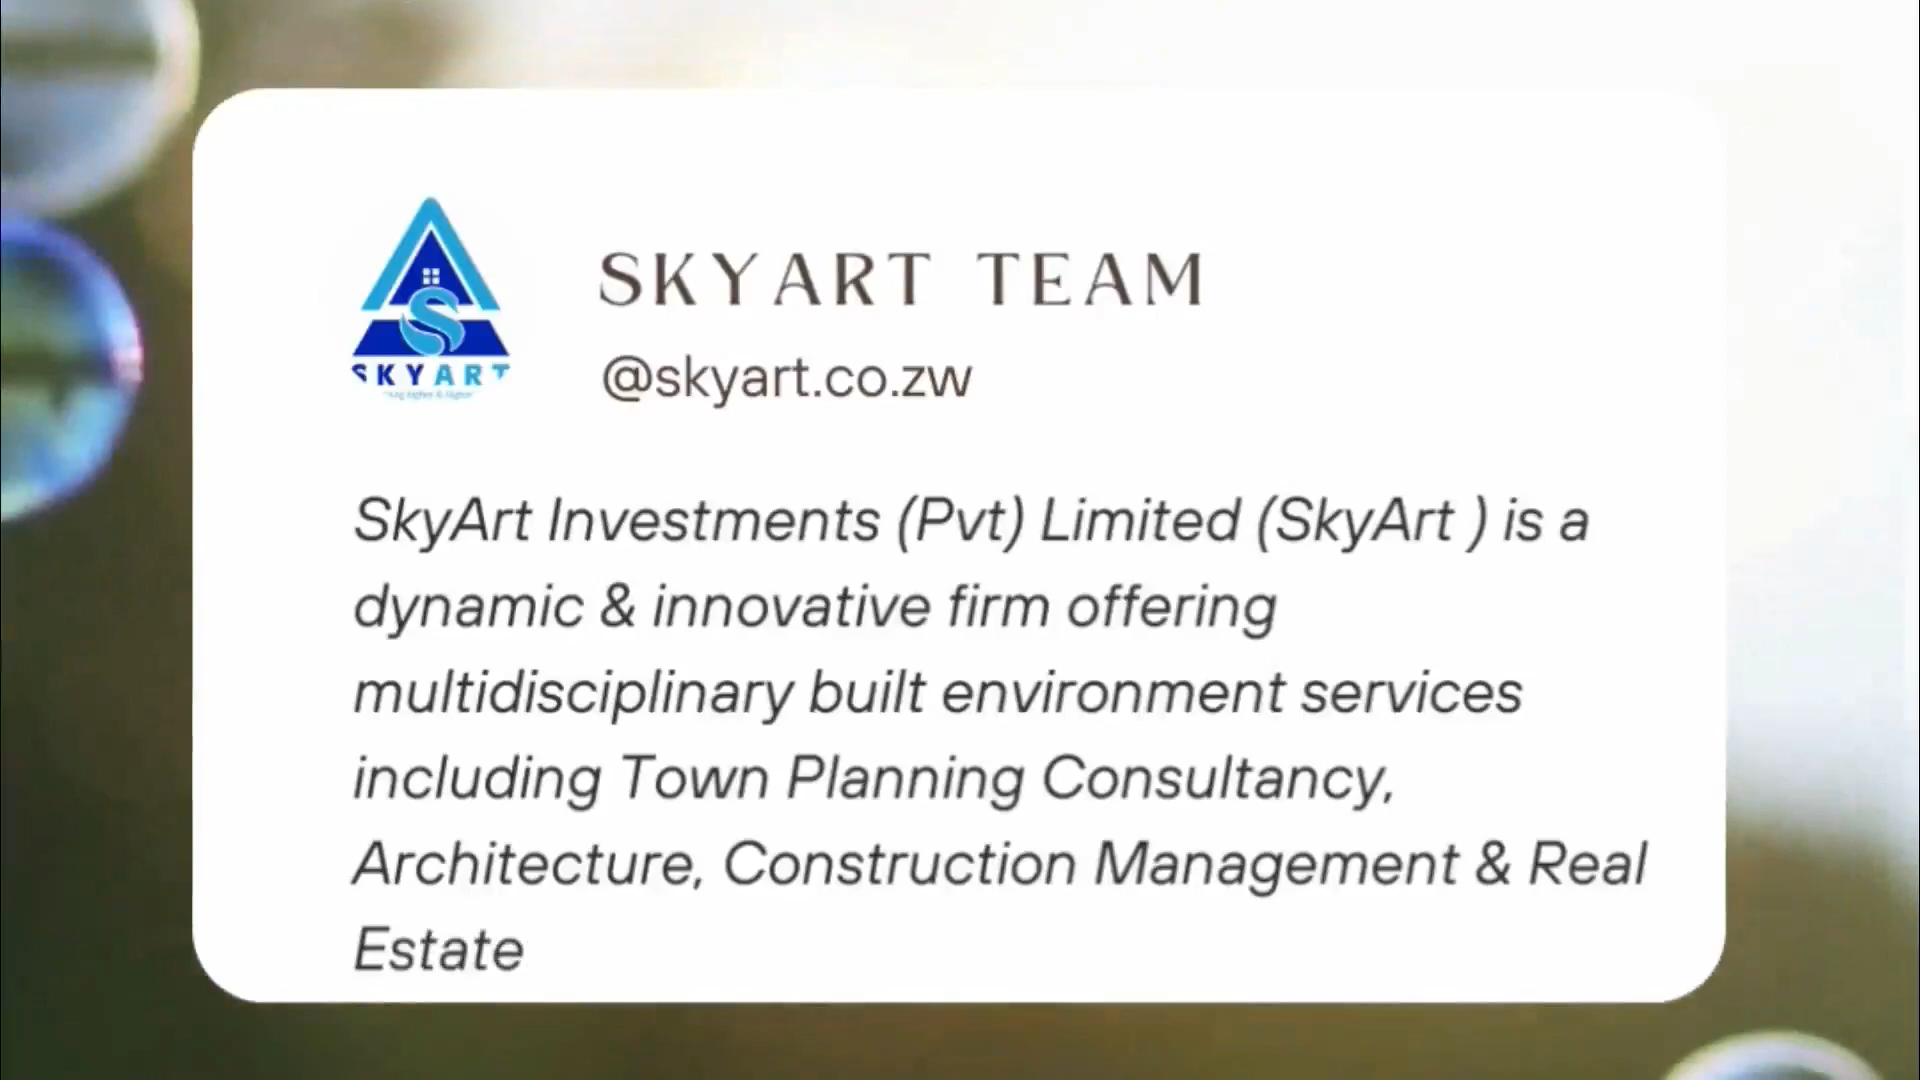 SKYART TEAM
@skyart.co.zw
SKYART
SkyArt Investments (Pvt) Limited (SkyArt ) is a
dynamic & innovative firm offering
multidisciplinary built environment services
including Town Planning Consultancy,
Architecture, Construction Management & Real
Estate